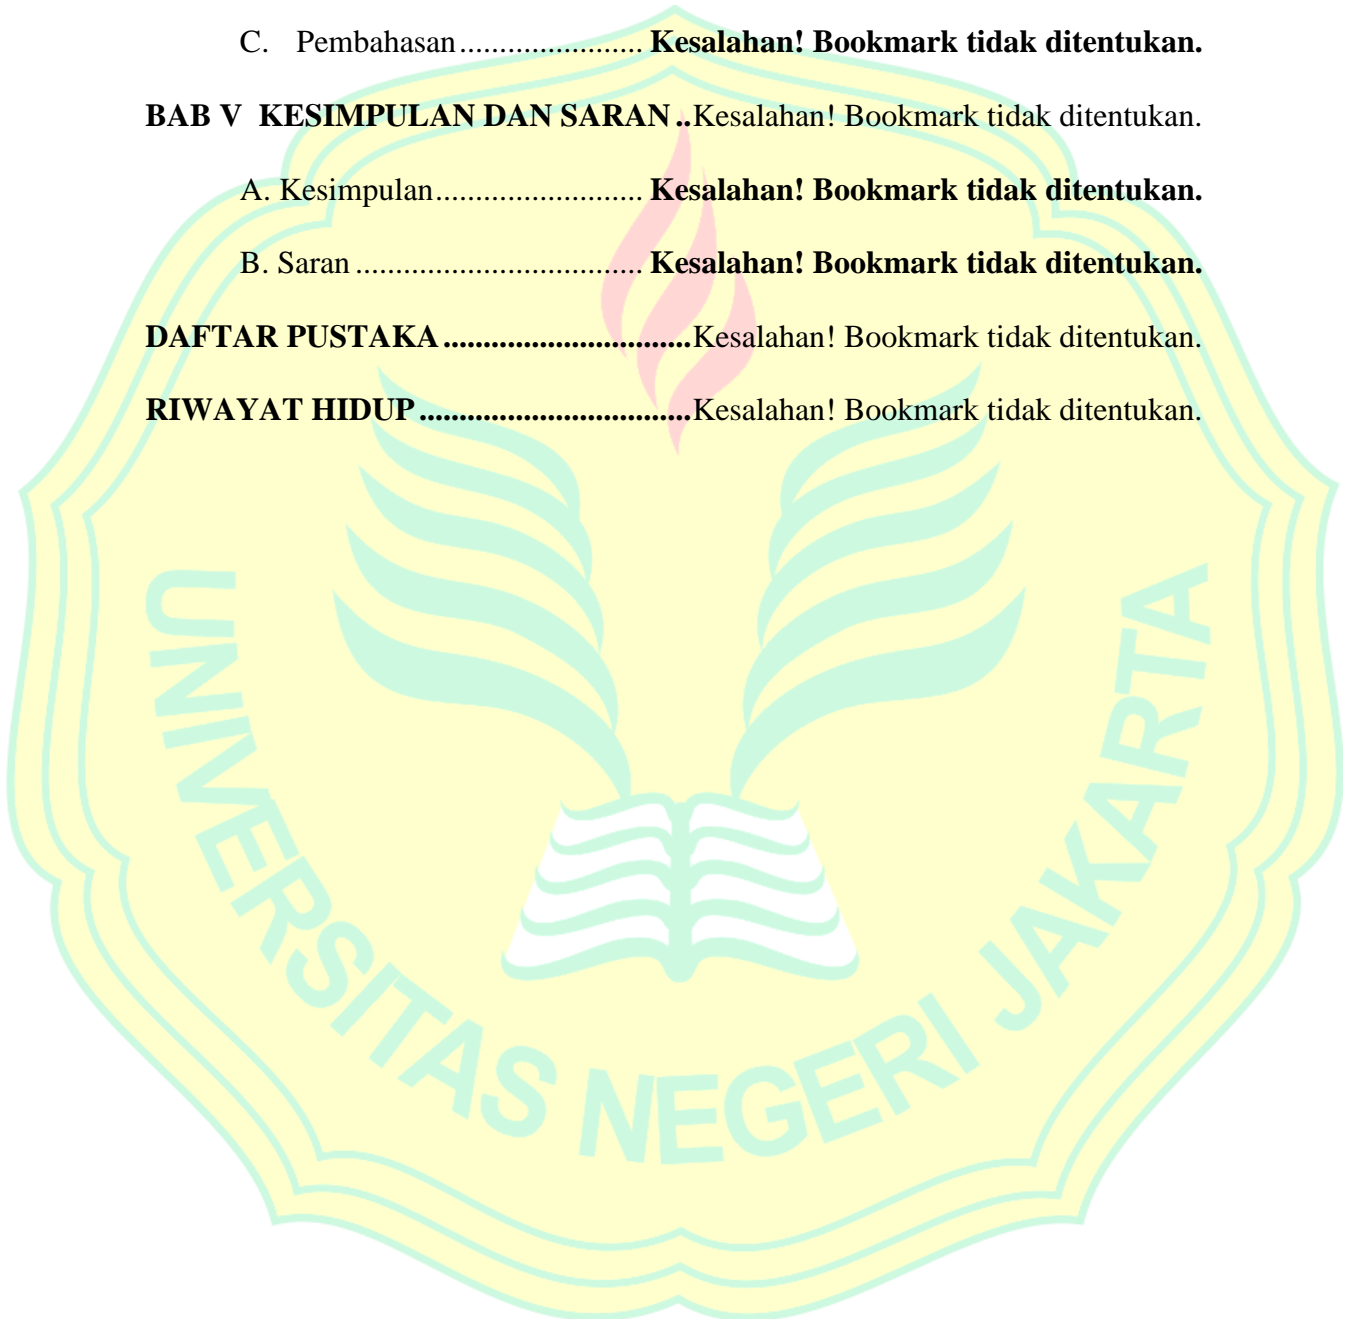 C. Pembahasan....................... Kesalahan! Bookmark tidak ditentukan.
BAB V KESIMPULAN DAN SARAN ..Kesalahan! Bookmark tidak ditentukan.
A. Kesimpulan.......................... Kesalahan! Bookmark tidak ditentukan.
B. Saran .................................... Kesalahan! Bookmark tidak ditentukan.
DAFTAR PUSTAKA ...............................Kesalahan! Bookmark tidak ditentukan.
RIWAYAT HIDUP ..................................Kesalahan! Bookmark tidak ditentukan.
UNIVERSITAS NEGERI JAKARTA